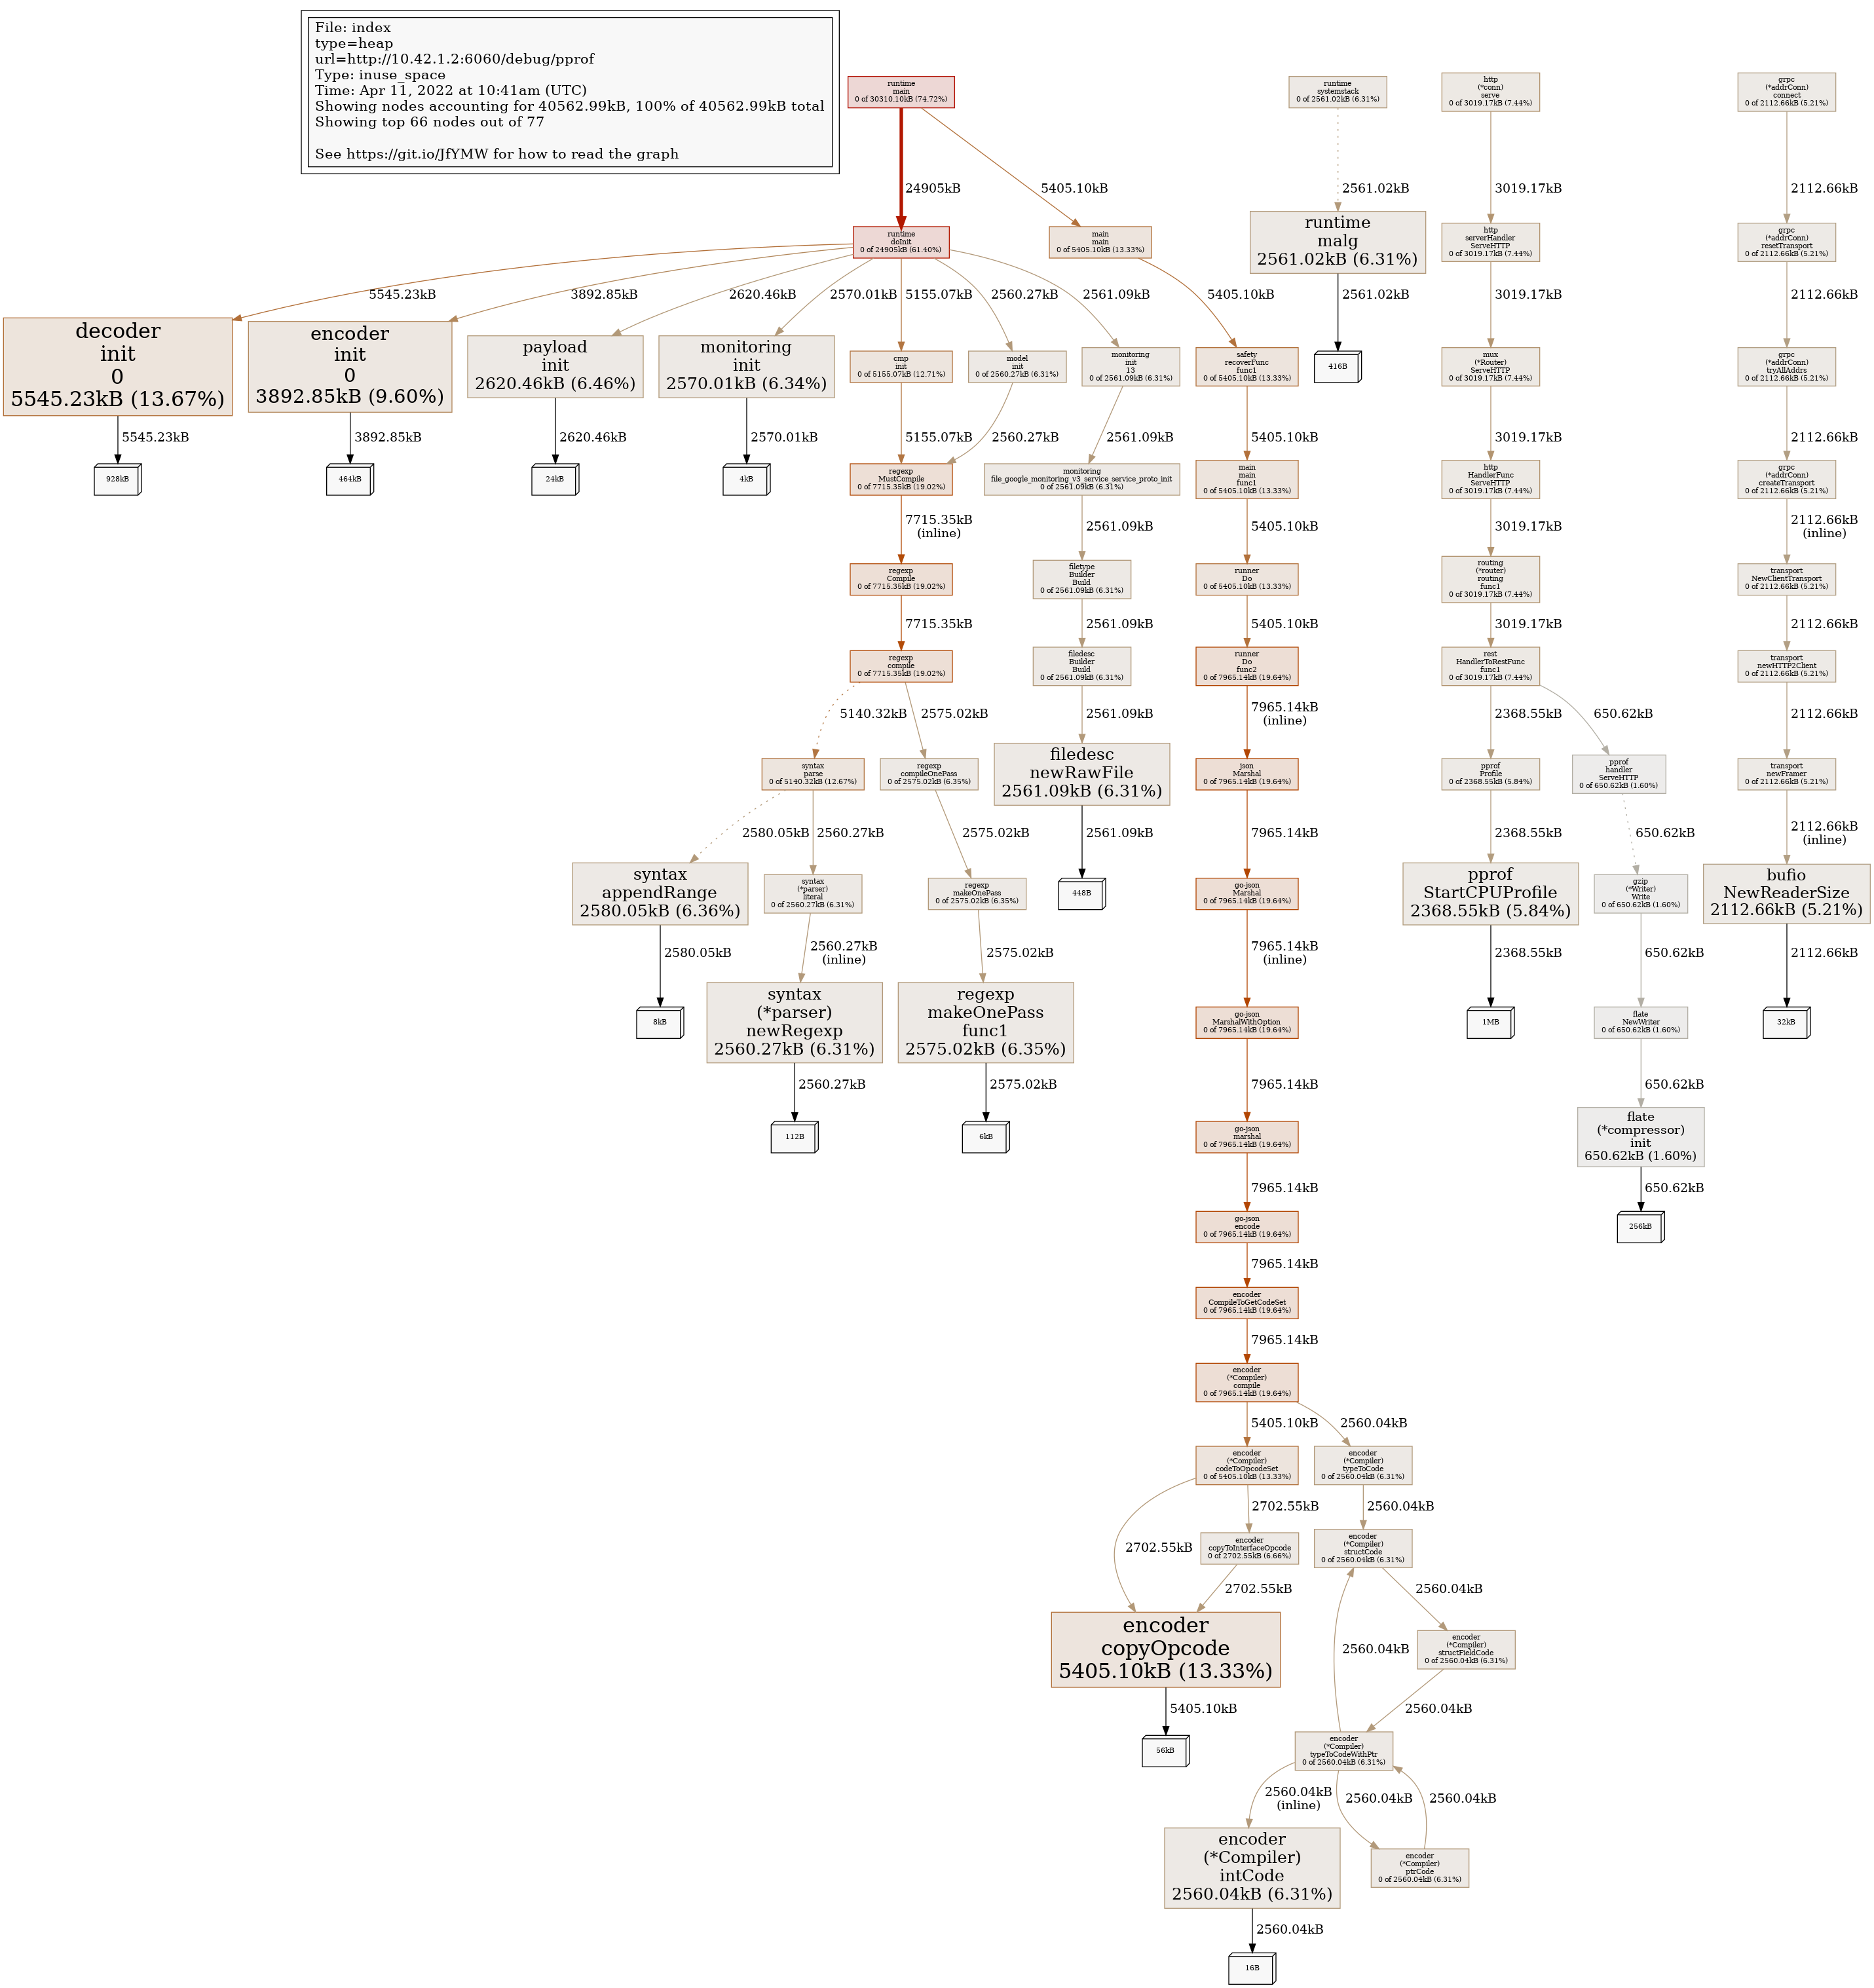 File: index
type=heap
url=http://10.42.1.2:6060/debug/pprof
Type: inuse_space
Time: Apr 11, 2022 at 10:41am (UTC)
Showing nodes accounting for 40562.99kB, 100% of 40562.99kB total
Showing top 66 nodes out of 77
See https://git.io/JfYMW for how to read the graph
runtime
main
0 of 30310.10kB (74.72%)
runtime
systemstack
0 of 2561.02kB (6.31%)
http
(*conn)
serve
0 of 3019.17kB (7.44%)
grpc
(*addrConn)
connect
0 of 2112.66kB (5.21%)
24905kB
5405.10kB
2561.02kB
3019.17kB
2112.66kB
runtime
doInit
0 of 24905kB (61.40%)
main
main
0 of 5405.10kB (13.33%)
runtime
malg
2561.02kB (6.31%)
http
serverHandler
ServeHTTP
0 of 3019.17kB (7.44%)
grpc
(*addrConn)
resetTransport
0 of 2112.66kB (5.21%)
5545.23kB
3892.85kB
2620.46kB
2570.01kB
5155.07kB
2560.27kB
2561.09kB
5405.10kB
2561.02kB
3019.17kB
2112.66kB
decoder
init
0
5545.23kB (13.67%)
encoder
init
0
3892.85kB (9.60%)
payload
init
2620.46kB (6.46%)
monitoring
init
2570.01kB (6.34%)
cmp
init
0 of 5155.07kB (12.71%)
model
init
0 of 2560.27kB (6.31%)
monitoring
init
13
0 of 2561.09kB (6.31%)
safety
recoverFunc
func1
0 of 5405.10kB (13.33%)
416B
mux
(*Router)
ServeHTTP
0 of 3019.17kB (7.44%)
grpc
(*addrConn)
tryAllAddrs
0 of 2112.66kB (5.21%)
5545.23kB
3892.85kB
2620.46kB
2570.01kB
5155.07kB
2560.27kB
2561.09kB
5405.10kB
3019.17kB
2112.66kB
928kB
464kB
24kB
4kB
regexp
MustCompile
0 of 7715.35kB (19.02%)
monitoring
file_google_monitoring_v3_service_service_proto_init
0 of 2561.09kB (6.31%)
main
main
func1
0 of 5405.10kB (13.33%)
http
HandlerFunc
ServeHTTP
0 of 3019.17kB (7.44%)
grpc
(*addrConn)
createTransport
0 of 2112.66kB (5.21%)
7715.35kB
(inline)
2561.09kB
5405.10kB
3019.17kB
2112.66kB
(inline)
regexp
Compile
0 of 7715.35kB (19.02%)
filetype
Builder
Build
0 of 2561.09kB (6.31%)
runner
Do
0 of 5405.10kB (13.33%)
routing
(*router)
routing
func1
0 of 3019.17kB (7.44%)
transport
NewClientTransport
0 of 2112.66kB (5.21%)
7715.35kB
2561.09kB
5405.10kB
3019.17kB
2112.66kB
regexp
compile
0 of 7715.35kB (19.02%)
filedesc
Builder
Build
0 of 2561.09kB (6.31%)
runner
Do
func2
0 of 7965.14kB (19.64%)
rest
HandlerToRestFunc
func1
0 of 3019.17kB (7.44%)
transport
newHTTP2Client
0 of 2112.66kB (5.21%)
5140.32kB
2575.02kB
2561.09kB
7965.14kB
(inline)
2368.55kB
650.62kB
2112.66kB
syntax
parse
0 of 5140.32kB (12.67%)
regexp
compileOnePass
0 of 2575.02kB (6.35%)
filedesc
newRawFile
2561.09kB (6.31%)
json
Marshal
0 of 7965.14kB (19.64%)
pprof
Profile
0 of 2368.55kB (5.84%)
pprof
handler
ServeHTTP
0 of 650.62kB (1.60%)
transport
newFramer
0 of 2112.66kB (5.21%)
2580.05kB
2560.27kB
2575.02kB
2561.09kB
7965.14kB
2368.55kB
650.62kB
2112.66kB
(inline)
syntax
appendRange
2580.05kB (6.36%)
syntax
(*parser)
literal
0 of 2560.27kB (6.31%)
regexp
makeOnePass
0 of 2575.02kB (6.35%)
448B
go-json
Marshal
0 of 7965.14kB (19.64%)
pprof
StartCPUProfile
2368.55kB (5.84%)
gzip
(*Writer)
Write
0 of 650.62kB (1.60%)
bufio
NewReaderSize
2112.66kB (5.21%)
2580.05kB
2560.27kB
(inline)
2575.02kB
7965.14kB
(inline)
2368.55kB
650.62kB
2112.66kB
8kB
syntax
(*parser)
newRegexp
2560.27kB (6.31%)
regexp
makeOnePass
func1
2575.02kB (6.35%)
go-json
MarshalWithOption
0 of 7965.14kB (19.64%)
1MB
flate
NewWriter
0 of 650.62kB (1.60%)
32kB
2560.27kB
2575.02kB
7965.14kB
650.62kB
112B
6kB
go-json
marshal
0 of 7965.14kB (19.64%)
flate
(*compressor)
init
650.62kB (1.60%)
7965.14kB
650.62kB
go-json
encode
0 of 7965.14kB (19.64%)
256kB
7965.14kB
encoder
CompileToGetCodeSet
0 of 7965.14kB (19.64%)
7965.14kB
encoder
(*Compiler)
compile
0 of 7965.14kB (19.64%)
5405.10kB
2560.04kB
encoder
(*Compiler)
codeToOpcodeSet
0 of 5405.10kB (13.33%)
encoder
(*Compiler)
typeToCode
0 of 2560.04kB (6.31%)
2702.55kB
2560.04kB
2702.55kB
encoder
copyToInterfaceOpcode
0 of 2702.55kB (6.66%)
encoder
(*Compiler)
structCode
0 of 2560.04kB (6.31%)
2702.55kB
2560.04kB
encoder
copyOpcode
5405.10kB (13.33%)
2560.04kB
encoder
(*Compiler)
structFieldCode
0 of 2560.04kB (6.31%)
5405.10kB
2560.04kB
56kB
encoder
(*Compiler)
typeToCodeWithPtr
0 of 2560.04kB (6.31%)
2560.04kB
(inline)
2560.04kB
2560.04kB
encoder
(*Compiler)
intCode
2560.04kB (6.31%)
encoder
(*Compiler)
ptrCode
0 of 2560.04kB (6.31%)
2560.04kB
16B